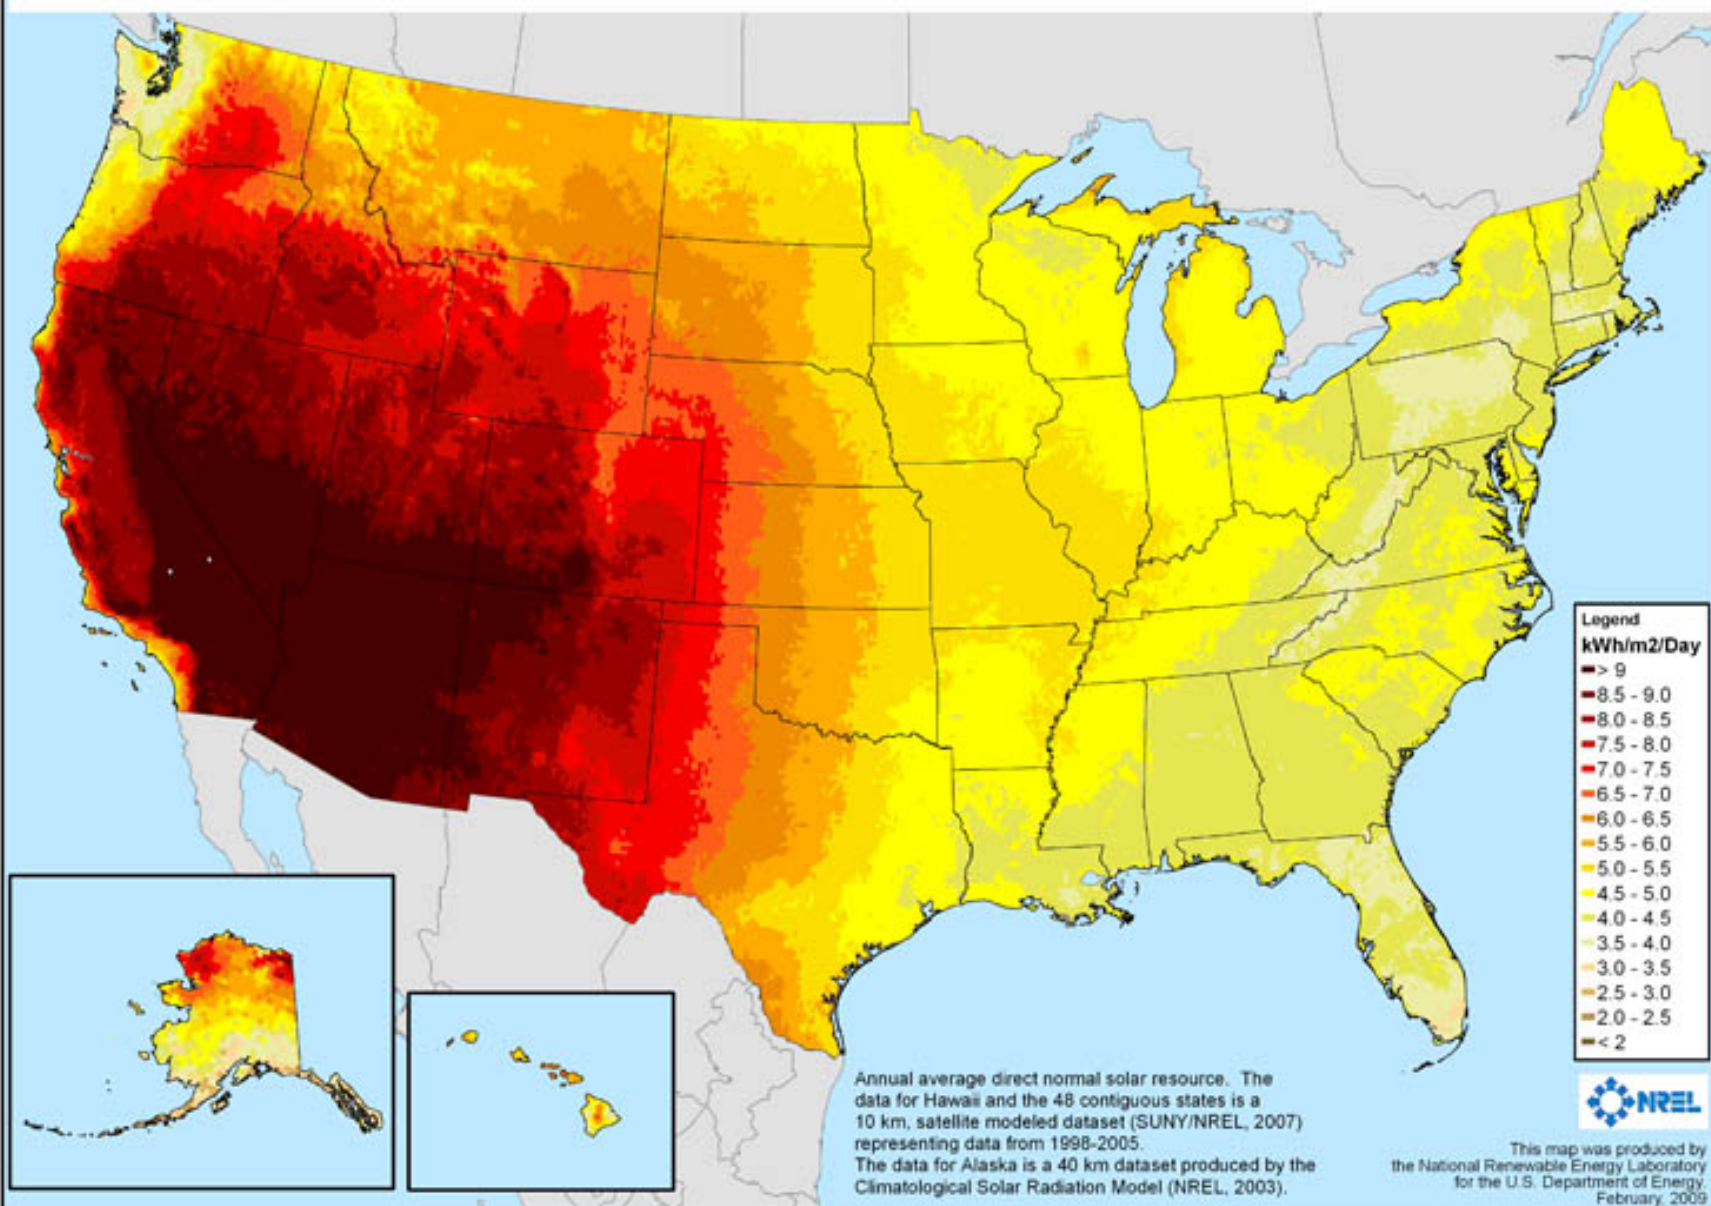 Legend
kWh/m2/Day
> 9
8.5 - 9.0
8.0 - 8.5
7.5 - 8.0
7.0 - 7.5
6.5 - 7.0
6.0 - 6.5
5.5 - 6.0
5.0 - 5.5
4.5 - 5.0
4.0 - 4.5
3.5 - 4.0
3.0 - 3.5
2.5 - 3.0
2.0 - 2.5
< 2
Annual average direct normal solar resource. The
data for Hawaii and the 48 contiguous states is a
10 km, satellite modeled dataset (SUNY/NREL, 2007)
representing data from 1998-2005.
The data for Alaska is a 40 km dataset produced by the
Climatological Solar Radiation Model (NREL, 2003).
NREL
This map was produced by
the National Renewable Energy Laboratory
for the U.S. Department of Energy.
February, 2009